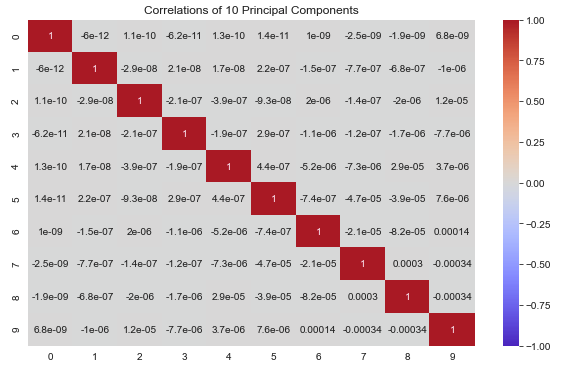 Correlations of 10 Principal Components
0 1 -6e-12 1.1e-10 -6.2e-11 1.3e-10 1.4e-11 1e-09 -2.5e-09 -1.9e-09 6.8e-09
1 -6e-12 1 -2.9e-08 2.1e-08 1.7e-08 2.2e-07 -1.5e-07 -7.7e-07 -6.8e-07 -1e-06
2 1.1e-10 -2.9e-08 1 -2.1e-07 -3.9e-07 -9.3e-08 2e-06 -1.4e-07 -2e-06 1.2e-05
3 -6.2e-11 2.1e-08 -2.1e-07 1 -1.9e-07 2.9e-07 -1.1e-06 -1.2e-07 -1.7e-06 -7.7e-06
4 1.3e-10 1.7e-08 -3.9e-07 -1.9e-07 1 4.4e-07 -5.2e-06 -7.3e-06 2.9e-05 3.7e-06
5 1.4e-11 2.2e-07 -9.3e-08 2.9e-07 4.4e-07 1 -7.4e-07 -4.7e-05 -3.9e-05 7.6e-06
6 1e-09 -1.5e-07 2e-06 -1.1e-06 -5.2e-06 -7.4e-07 1 -2.1e-05 -8.2e-05 0.00014
7 -2.5e-09 -7.7e-07 -1.4e-07 -1.2e-07 -7.3e-06 -4.7e-05 -2.1e-05 1 0.0003 -0.00034
8 -1.9e-09 -6.8e-07 -2e-06 -1.7e-06 2.9e-05 -3.9e-05 -8.2e-05 0.0003 1 -0.00034
9 6.8e-09 -1e-06 1.2e-05 -7.7e-06 3.7e-06 7.6e-06 0.00014 -0.00034 -0.00034 1
0 1 2 3 4 5 6 7 8 9
1.00
0.75
0.50
0.25
0.00
-0.25
-0.50
-0.75
-1.00